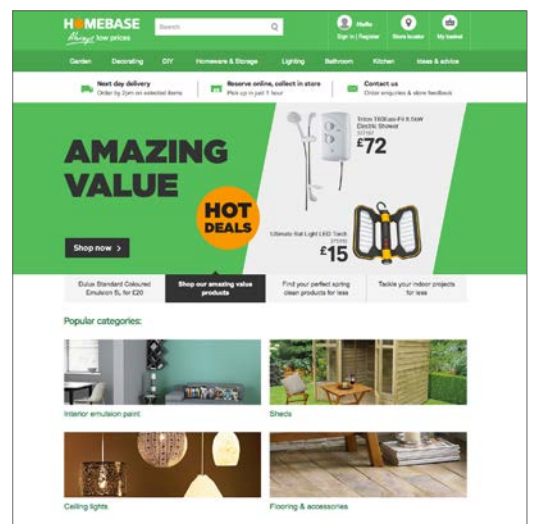 HOMEBASE
Always low prices
Search
Hello
Sign in | Register
Store locator
My basket
Garden
Decorating
DIY
Homeware & Storage
Lighting
Bathroom
Kitchen
Ideas & advice
Next day delivery
Order by 2pm on selected items
Reserve online, collect in store
Pick up in just 1 hour
Contact us
Order enquiries & store feedback
AMAZING
VALUE
HOT
DEALS
Shop now >
Electric Shower
£72
Ultimate Bat Light LED Torch
£15
Dulux Standard Coloured
Emulsion 5L for £20
Shop our amazing value
products
Find your perfect spring
clean products for less
Tackle your indoor projects
for less
Popular categories:
Interior emulsion paint
Sheds
Ceiling lights
Flooring & accessories